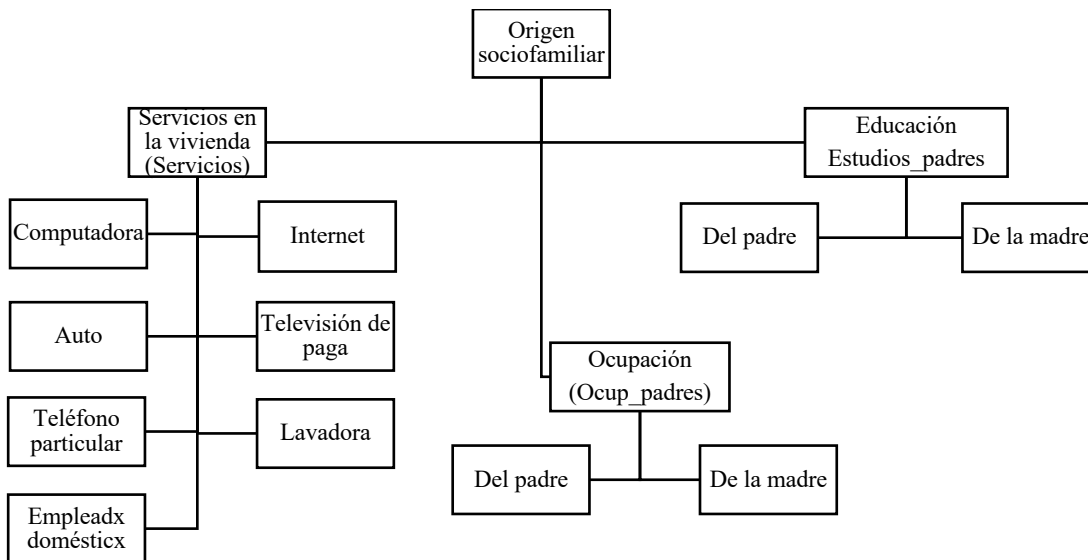 Origen
sociofamiliar
Servicios en
la vivienda
(Servicios)
Educación
Estudios_padres
Computadora
Internet
Del padre
De la madre
Auto
Televisión de
paga
Ocupación
(Ocup_padres)
Teléfono
particular
Lavadora
Del padre
De la madre
Empleadx
domésticx